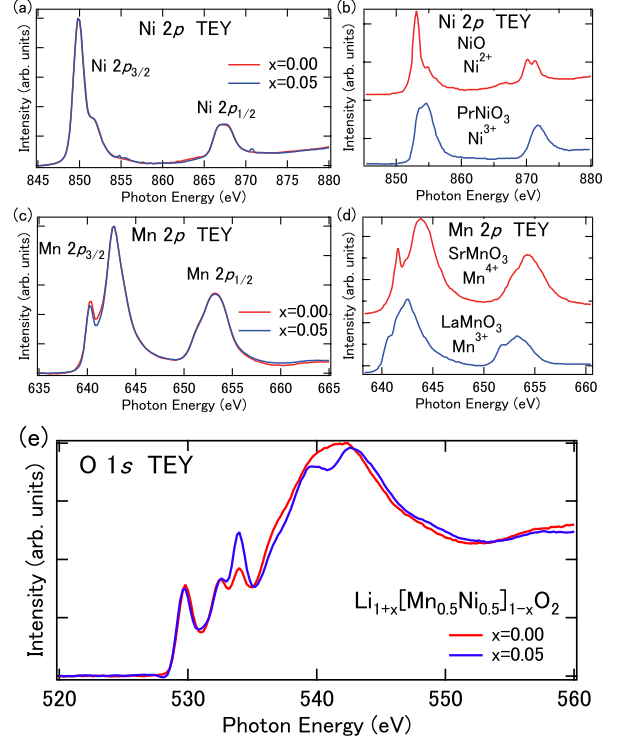 (a)
Ni 2p TEY
Ni 2p3/2
x=0.00
x=0.05
Ni 2p1/2
Intensity (arb. units)
845 850 855 860 865 870 875 880
Photon Energy (eV)
(b)
Ni 2p TEY
NiO
Ni2+
PrNiO3
Ni3+
Intensity (arb. units)
850 860 870 880
Photon Energy (eV)
(c)
Mn 2p TEY
Mn 2p3/2
Mn 2p1/2
x=0.00
x=0.05
Intensity (arb. units)
635 640 645 650 655 660 665
Photon Energy (eV)
(d)
Mn 2p TEY
SrMnO3
Mn4+
LaMnO3
Mn3+
Intensity (arb. units)
640 645 650 655 660
Photon Energy (eV)
(e)
O 1s TEY
Intensity (arb. units)
Li1+x[Mn0.5Ni0.5]1-xO2
x=0.00
x=0.05
520 530 540 550 560
Photon Energy (eV)